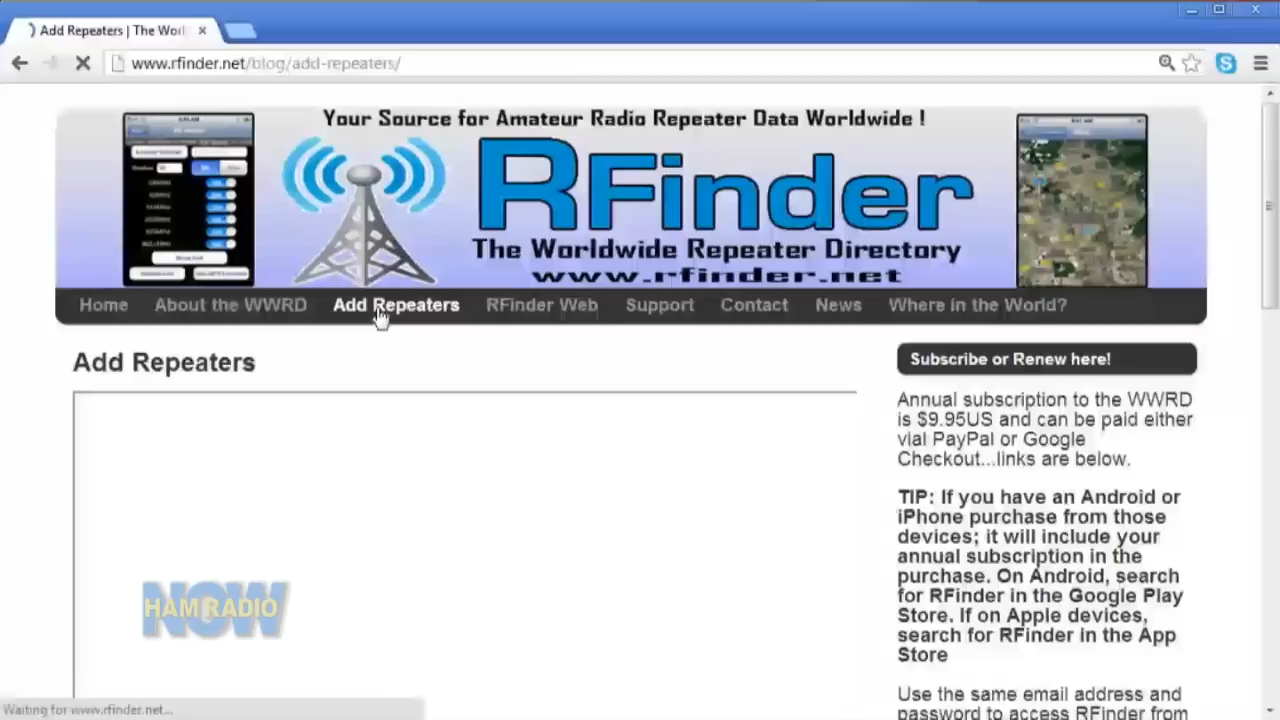 Add Repeaters | The Worl
www.rfinder.net/blog/add-repeaters/
Your Source for Amateur Radio Repeater Data Worldwide !
RFinder
The Worldwide Repeater Directory
www.rfinder.net
Home About the WWRD Add Repeaters RFinder Web Support Contact News Where in the World?
Add Repeaters
Subscribe or Renew here!
Annual subscription to the WWRD
is $9.95US and can be paid either
vial PayPal or Google
Checkout...links are below.
TIP: If you have an Android or
iPhone purchase from those
devices; it will include your
annual subscription in the
purchase. On Android, search
for RFinder in the Google Play
Store. If on Apple devices,
search for RFinder in the App
Store
Use the same email address and
password to access RFinder from
HAM RADIO
NOW
Waiting for www.rfinder.net...